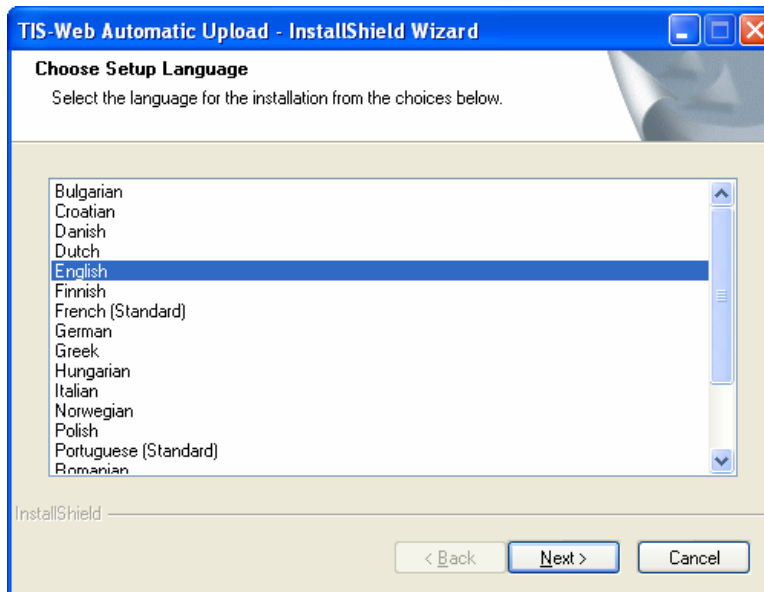 TIS-Web Automatic Upload - InstallShield Wizard
Choose Setup Language
Select the language for the installation from the choices below.
Bulgarian
Croatian
Danish
Dutch
English
Finnish
French (Standard)
German
Greek
Hungarian
Italian
Norwegian
Polish
Portuguese (Standard)
Romanian
InstallShield
< Back Next > Cancel